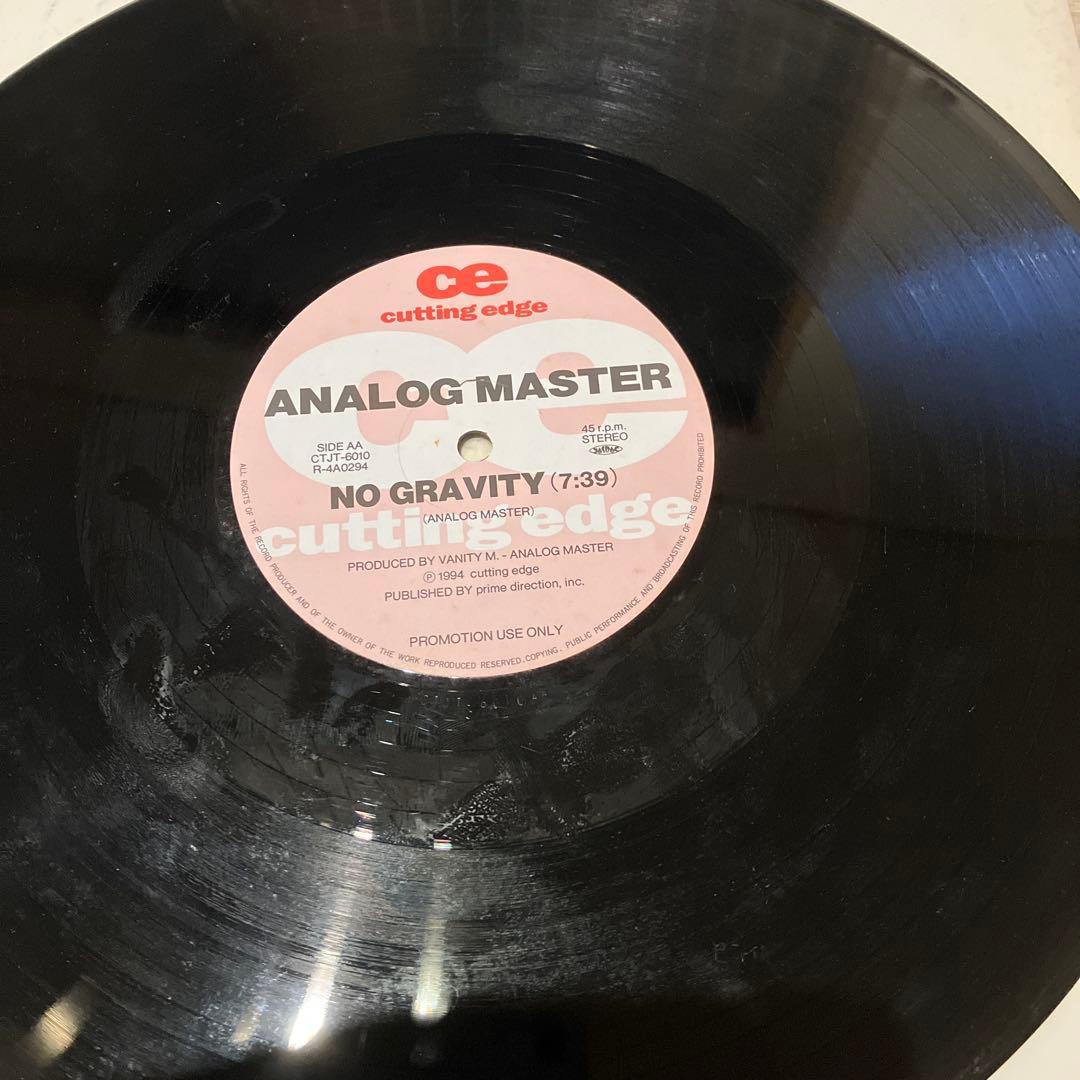 ce
cutting edge
ce
ANALOG MASTER
SIDE AA
CTJT-6010
R-4A0294
45 r.p.m.
STEREO
NO GRAVITY (7:39)
(ANALOG MASTER)
cutting edge
PRODUCED BY VANITY M. - ANALOG MASTER
Ⓟ 1994 cutting edge
PUBLISHED BY prime direction, inc.
PROMOTION USE ONLY
ALL RIGHTS OF THE RECORD PRODUCER AND OF THE OWNER OF THE WORK REPRODUCED RESERVED. COPYING, PUBLIC PERFORMANCE AND BROADCASTING OF THIS RECORD PROHIBITED